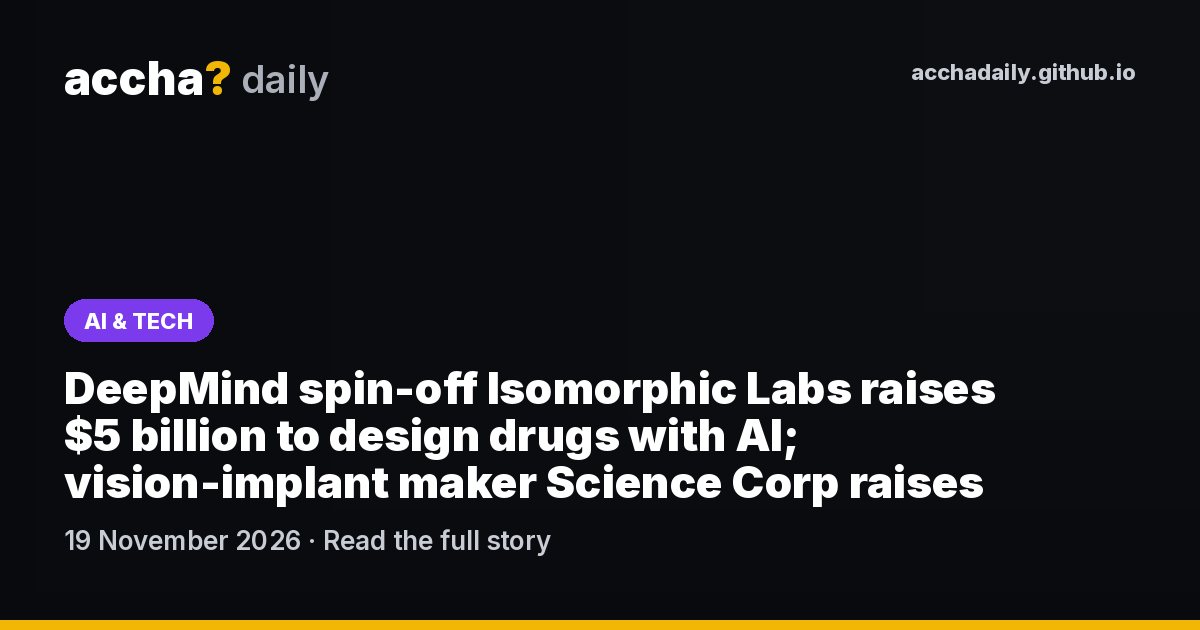 accha? daily
acchadaily.github.io
AI & TECH
DeepMind spin-off Isomorphic Labs raises
$5 billion to design drugs with AI;
vision-implant maker Science Corp raises
19 November 2026 · Read the full story